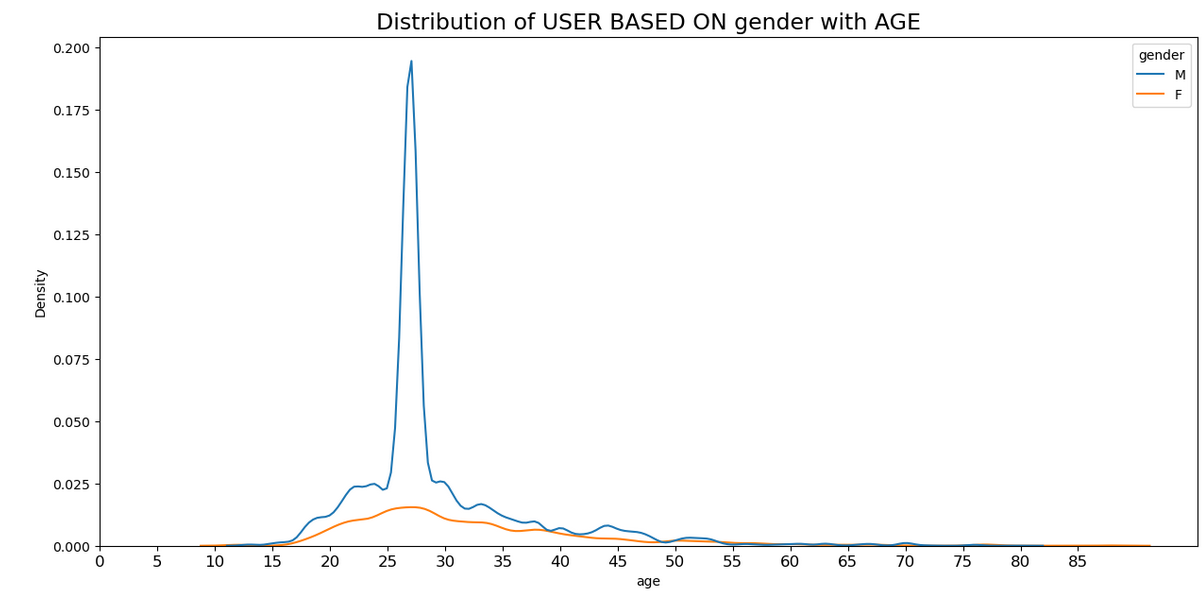 Distribution of USER BASED ON gender with AGE
gender
M
F
0.200
0.175
0.150
0.125
0.100
0.075
0.050
0.025
0.000
Density
0 5 10 15 20 25 30 35 40 45 50 55 60 65 70 75 80 85
age